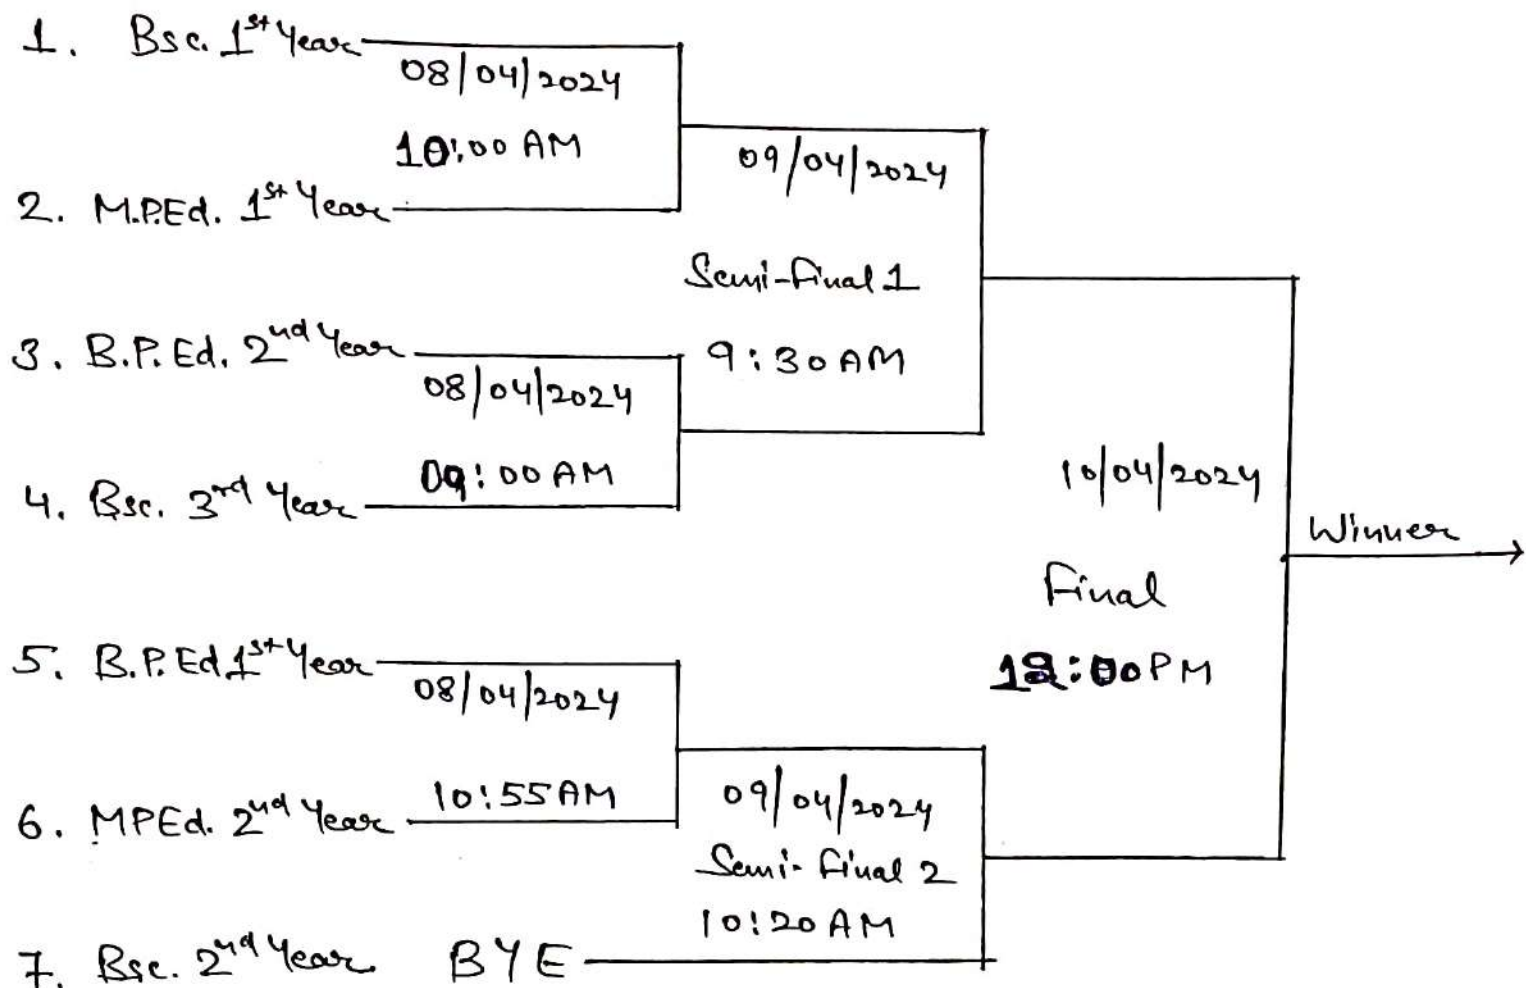 1. Bsc. 1st Year
08/04/2024
10:00 AM
2. M.P.Ed. 1st Year
09/04/2024
Semi-Final 1
9:30 AM
3. B.P.Ed. 2nd Year
08/04/2024
09:00 AM
4. Bsc. 3rd Year
10/04/2024
Final
PM
Winner
5. B.P.Ed 1st Year
08/04/2024
10:55 AM
6. MPEd. 2nd Year
09/04/2024
Semi-Final 2
10:20 AM
7. Bsc. 2nd Year BYE